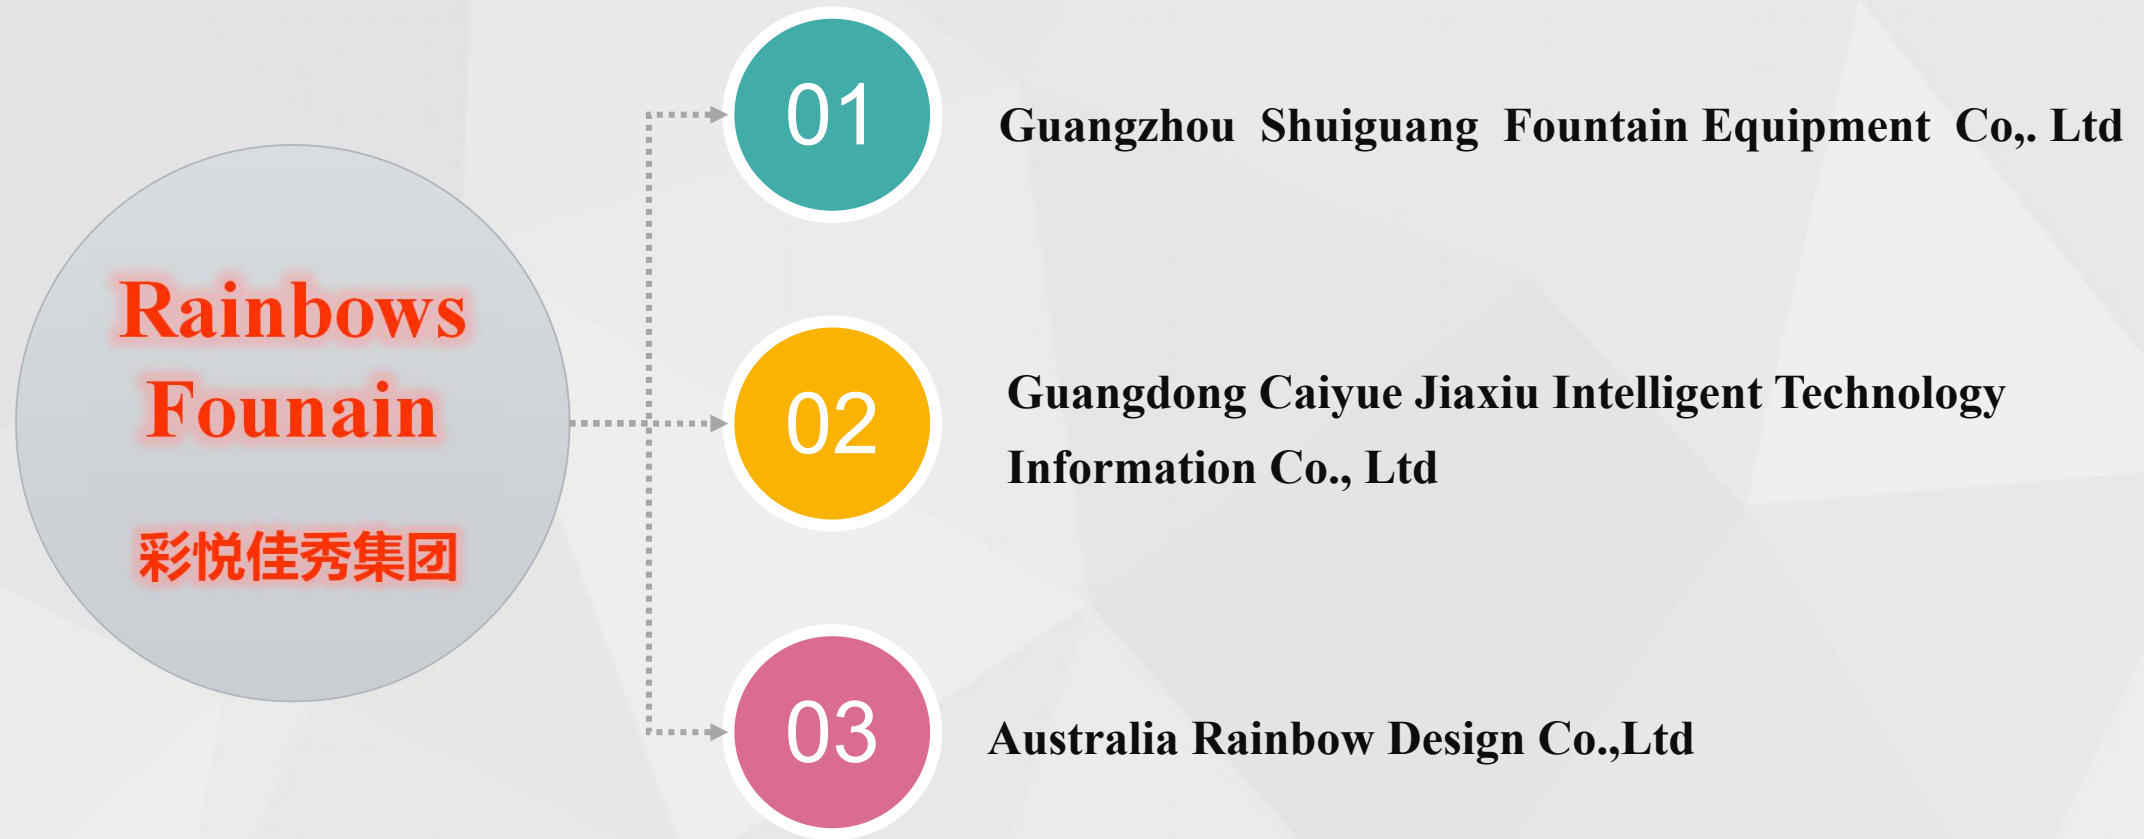 Rainbows
Founain
彩悦佳秀集团
01
Guangzhou Shuiguang Fountain Equipment Co,. Ltd
02
Guangdong Caiyue Jiaxiu Intelligent Technology
Information Co., Ltd
03
Australia Rainbow Design Co.,Ltd